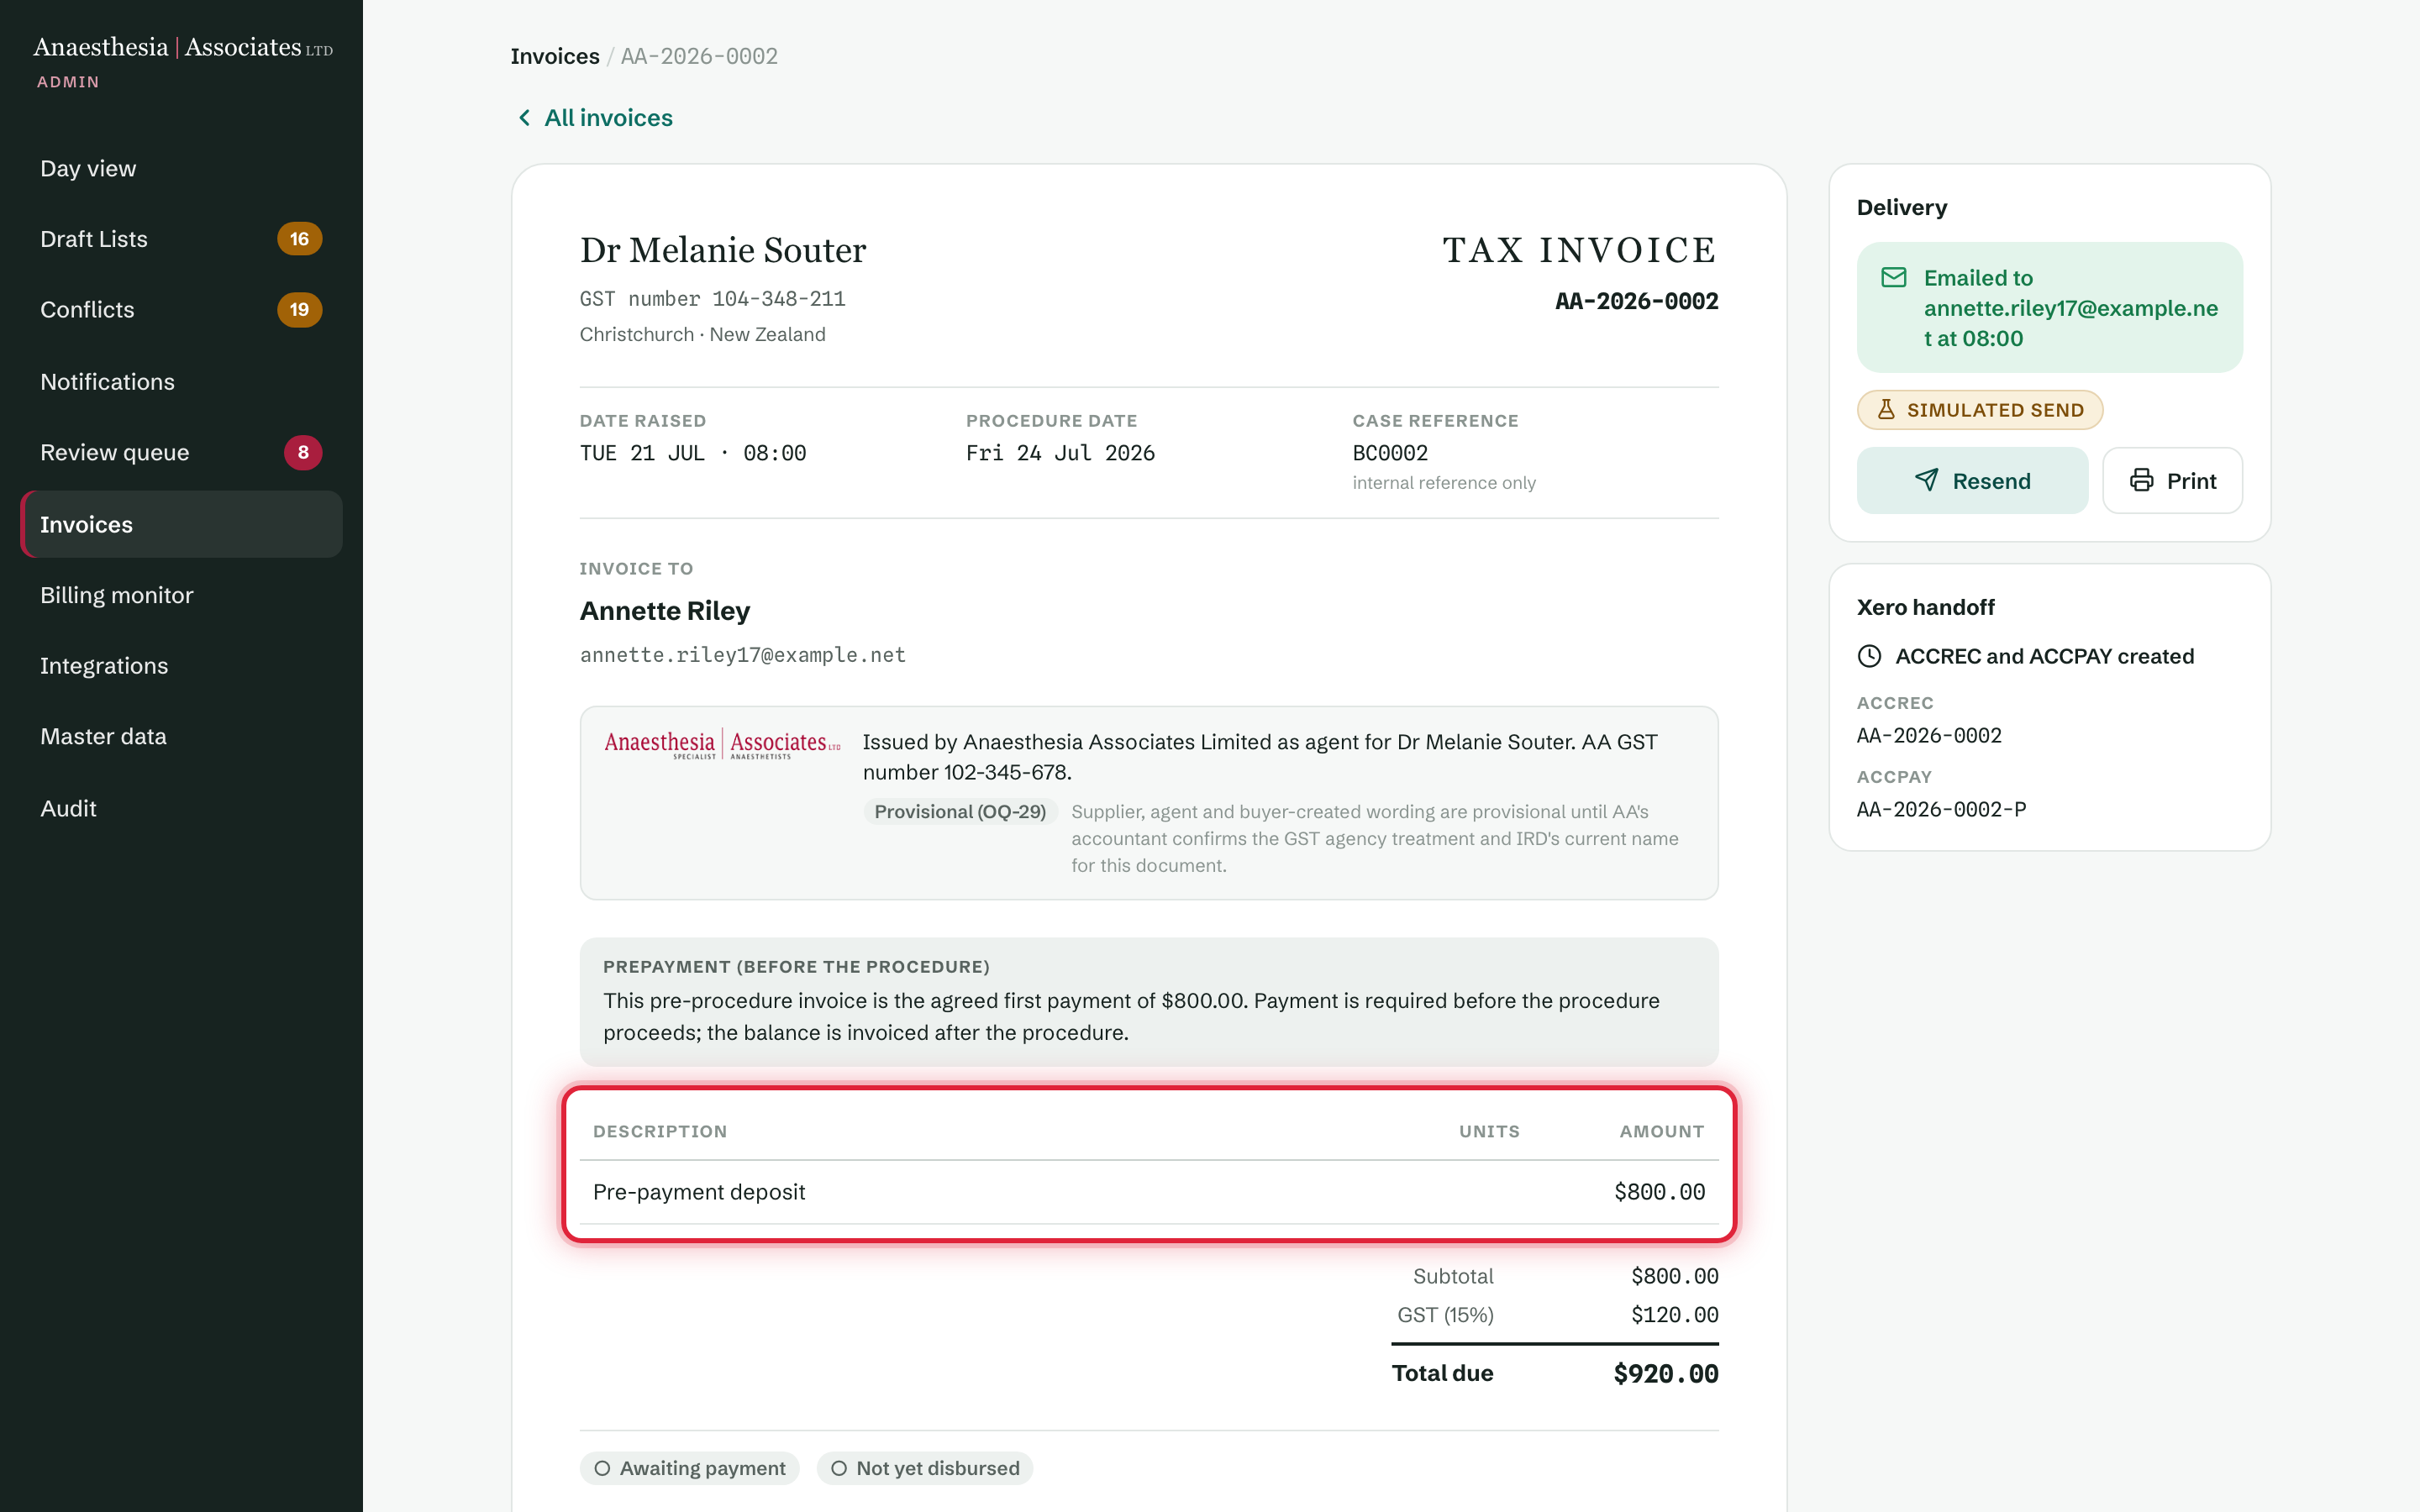 Anaesthesia | Associates LTD
ADMIN
Day view
Draft Lists 16
Conflicts 19
Notifications
Review queue 8
Invoices
Billing monitor
Integrations
Master data
Audit
Invoices / AA-2026-0002
All invoices
Dr Melanie Souter
GST number 104-348-211
Christchurch · New Zealand
TAX INVOICE
AA-2026-0002
DATE RAISED
TUE 21 JUL · 08:00
PROCEDURE DATE
Fri 24 Jul 2026
CASE REFERENCE
BC0002
internal reference only
INVOICE TO
Annette Riley
annette.riley17@example.net
Anaesthesia | Associates LTD
SPECIALIST ANAESTHETISTS
Issued by Anaesthesia Associates Limited as agent for Dr Melanie Souter. AA GST
number 102-345-678.
Provisional (OQ-29)
Supplier, agent and buyer-created wording are provisional until AA's
accountant confirms the GST agency treatment and IRD's current name
for this document.
PREPAYMENT (BEFORE THE PROCEDURE)
This pre-procedure invoice is the agreed first payment of $800.00. Payment is required before the procedure
proceeds; the balance is invoiced after the procedure.
DESCRIPTION UNITS AMOUNT
Pre-payment deposit $800.00
Subtotal $800.00
GST (15%) $120.00
Total due $920.00
Awaiting payment
Not yet disbursed
Delivery
Emailed to
annette.riley17@example.ne
t at 08:00
SIMULATED SEND
Resend
Print
Xero handoff
ACCREC and ACCPAY created
ACCREC
AA-2026-0002
ACCPAY
AA-2026-0002-P